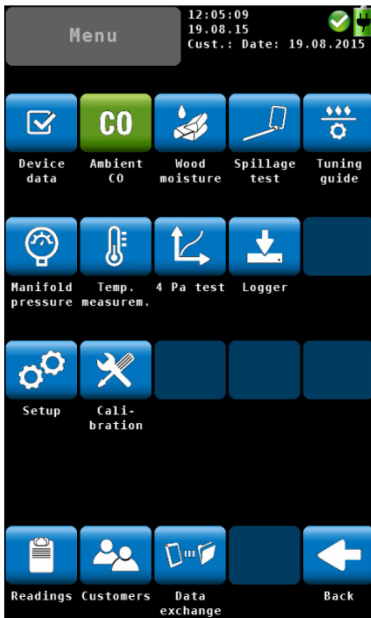 Menu
12:05:09
19.08.15
Cust.: Date: 19.08.2015
CO
Device data
Ambient CO
Wood moisture
Spillage test
Tuning guide
Manifold pressure
Temp. measurem.
4 Pa test
Logger
Setup
Cali-
bration
Readings
Customers
Data exchange
Back